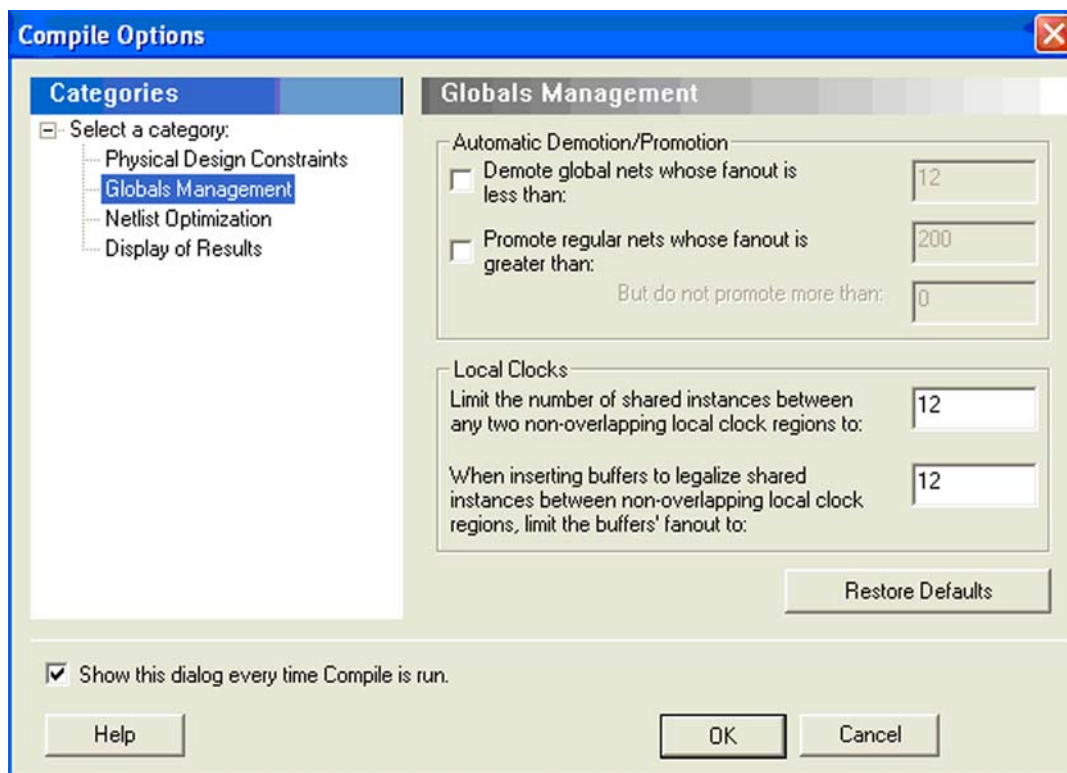 Compile Options
Categories
Select a category:
Physical Design Constraints
Globals Management
Netlist Optimization
Display of Results
Globals Management
Automatic Demotion/Promotion
Demote global nets whose fanout is
less than:
12
Promote regular nets whose fanout is
greater than:
200
But do not promote more than:
0
Local Clocks
Limit the number of shared instances between
any two non-overlapping local clock regions to:
12
When inserting buffers to legalize shared
instances between non-overlapping local clock
regions, limit the buffers' fanout to:
12
Restore Defaults
Show this dialog every time Compile is run.
Help
OK
Cancel